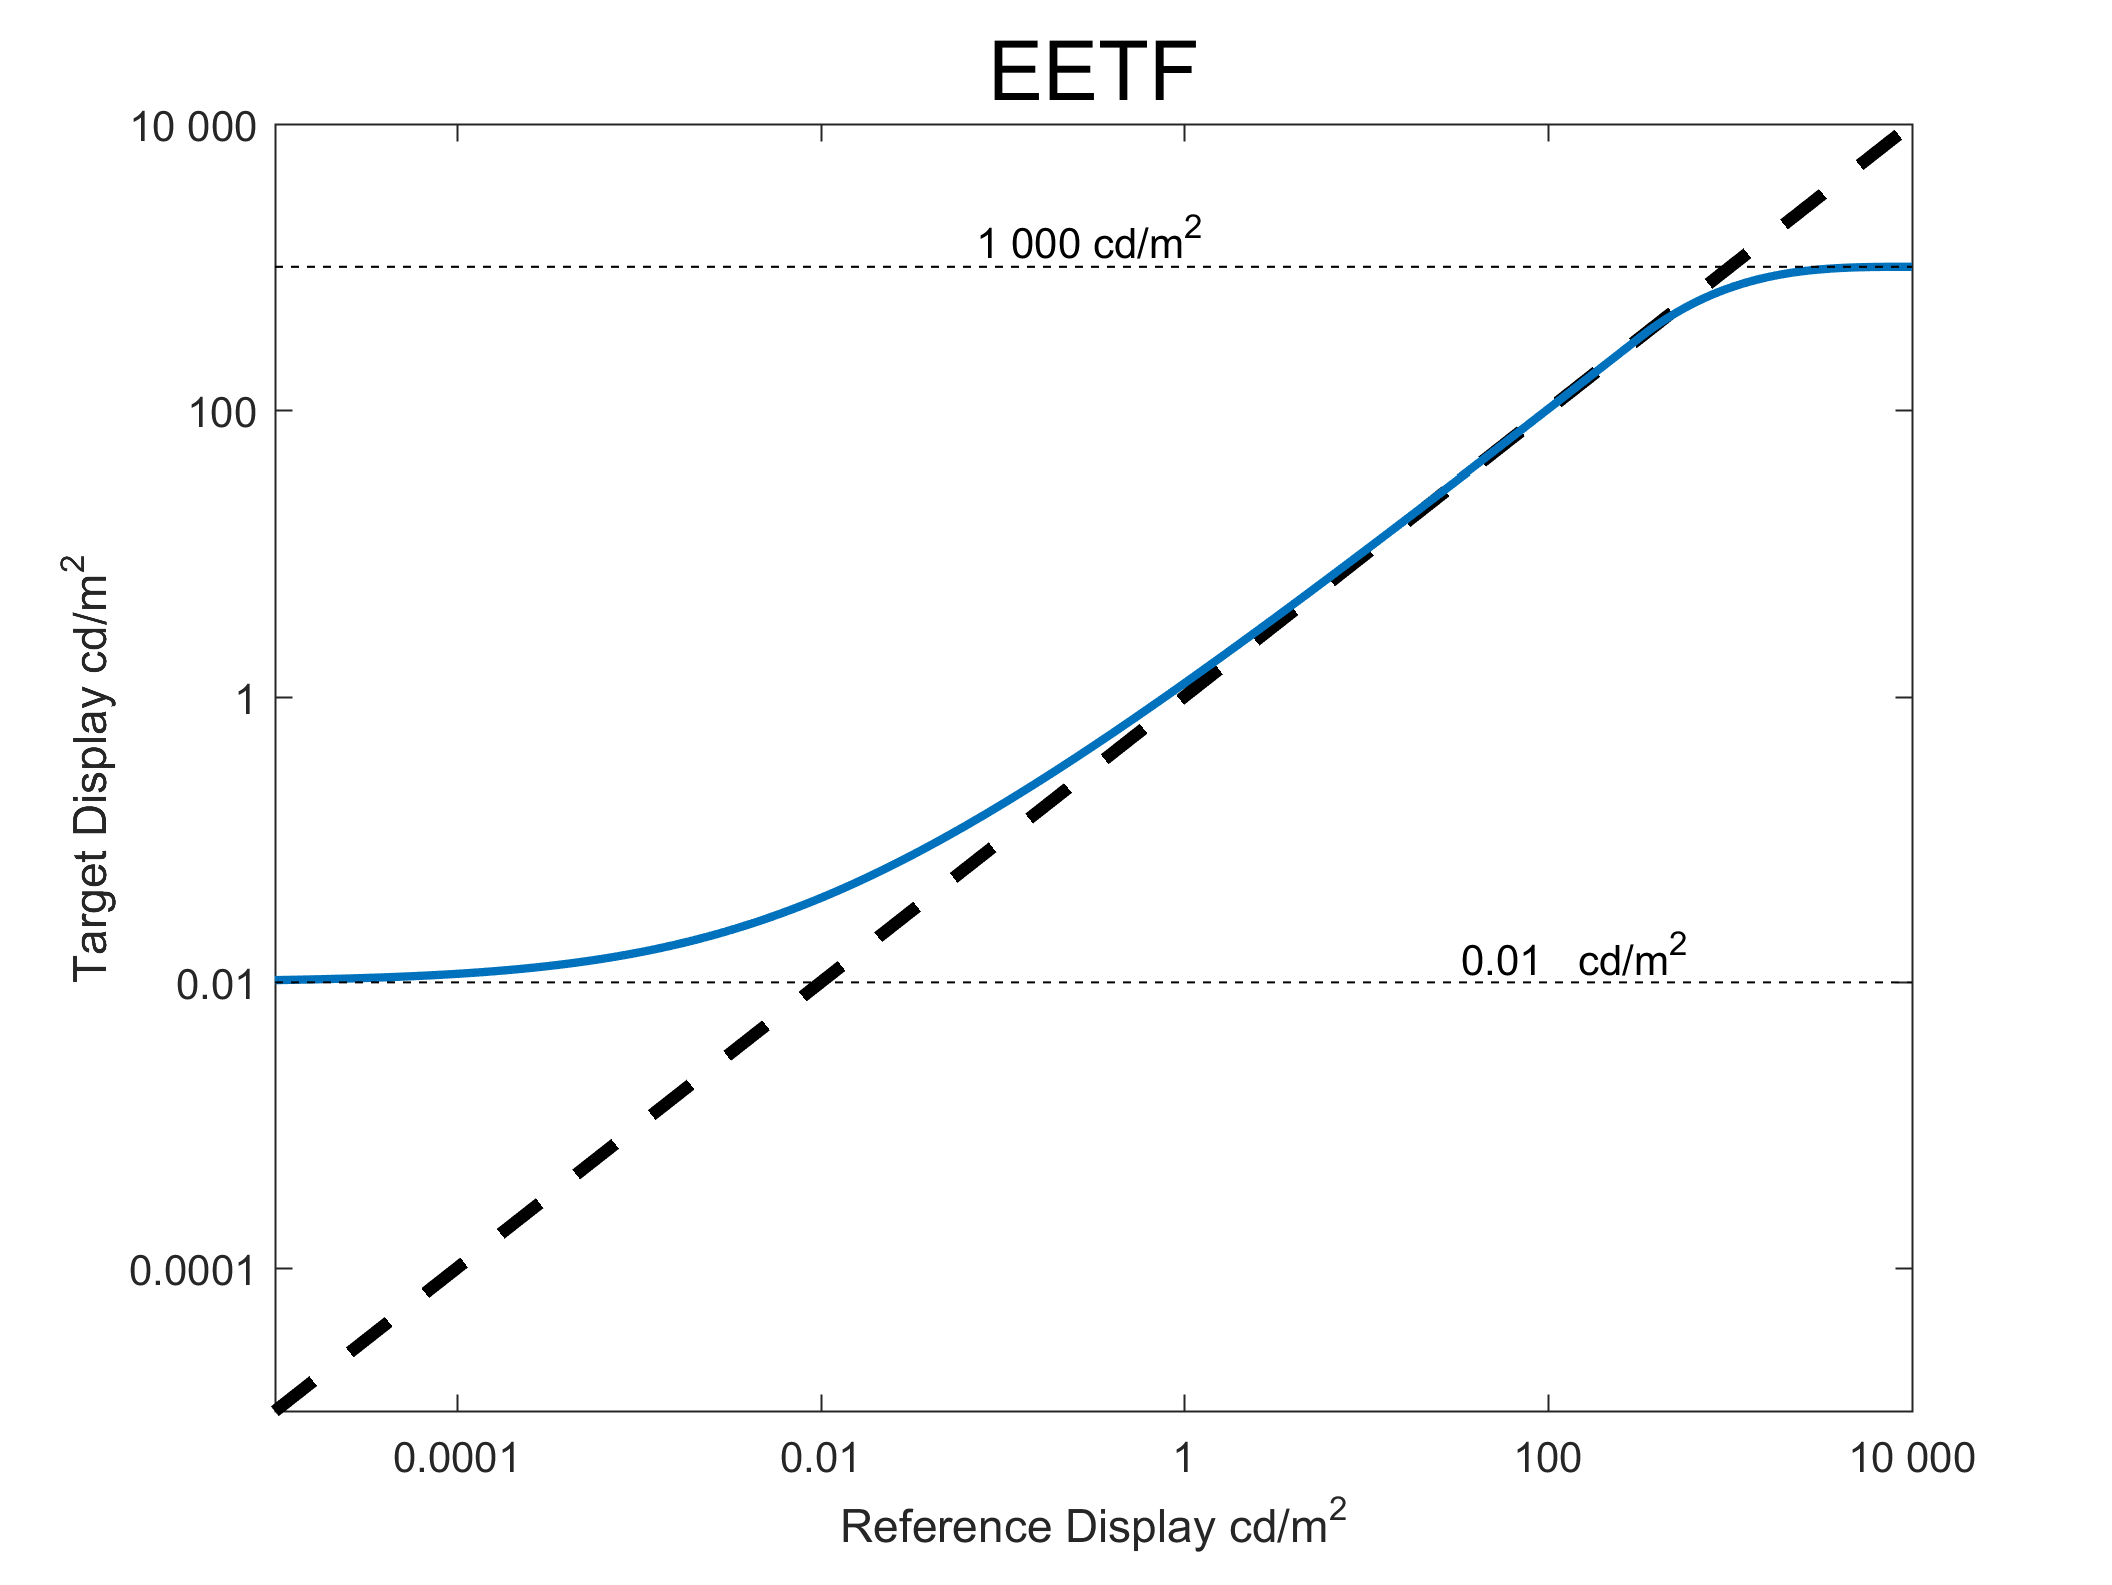 EETF
10 000
1 000 cd/m²
100
Target Display cd/m²
1
0.01 cd/m²
0.01
0.0001
0.0001 0.01 1 100 10 000
Reference Display cd/m²